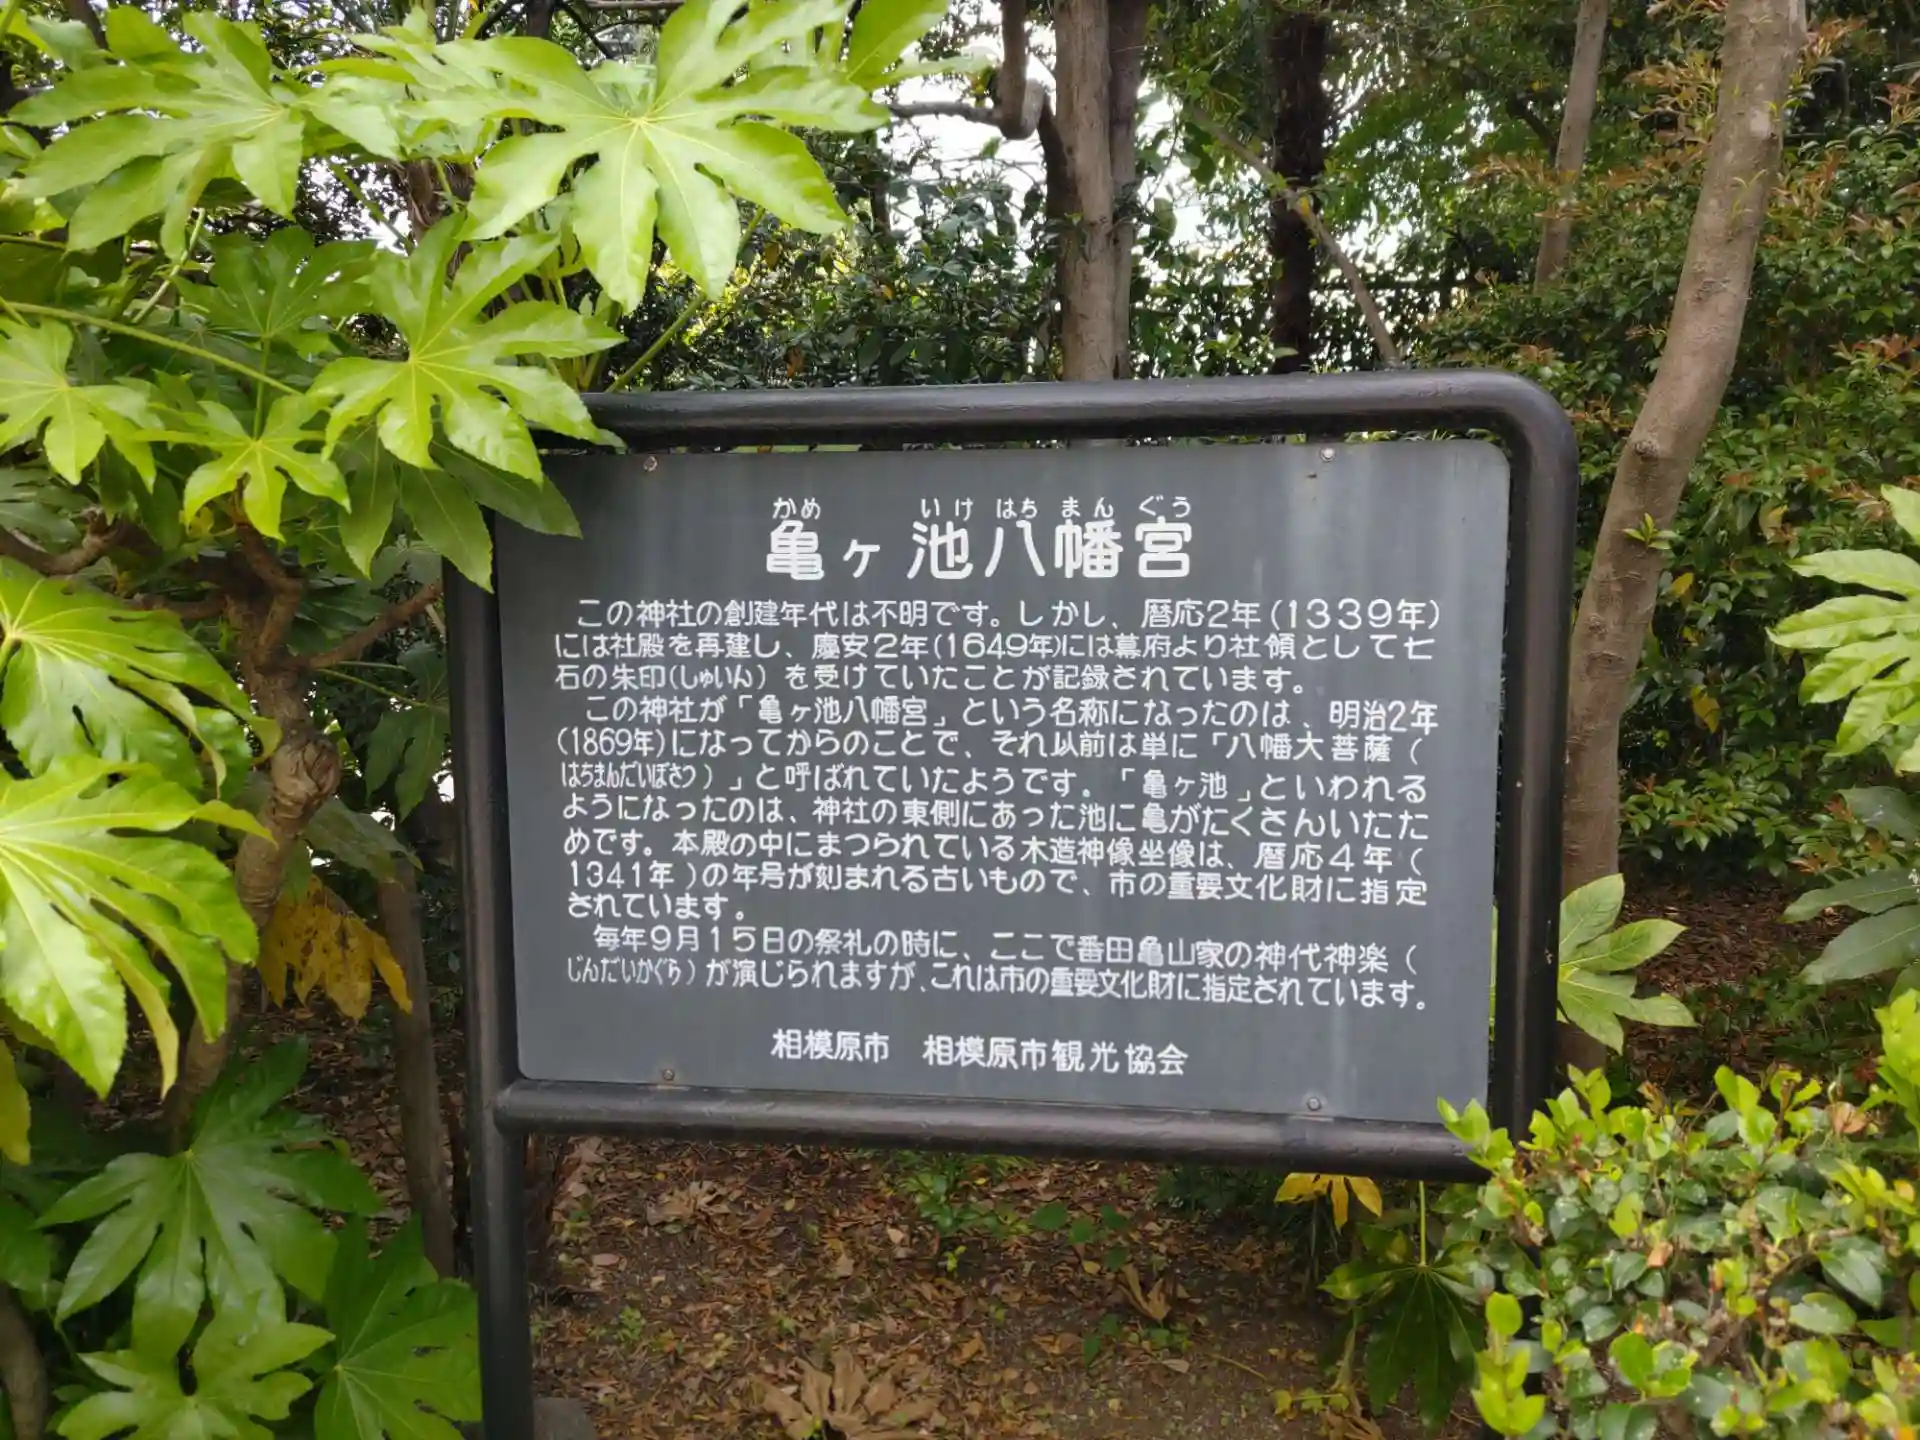 かめ いけ はち まん ぐう
亀ヶ池八幡宮
この神社の創建年代は不明です。しかし、暦応2年(1339年)
には社殿を再建し、慶安2年(1649年)には幕府より社領として七
石の朱印(しゅいん)を受けていたことが記録されています。
この神社が「亀ヶ池八幡宮」という名称になったのは、明治2年
(1869年)になってからのことで、それ以前は単に「八幡大菩薩(
はちまんだいぼさつ)」と呼ばれていたようです。「亀ヶ池」といわれる
ようになったのは、神社の東側にあった池に亀がたくさんいたた
めです。本殿の中にまつられている木造神像坐像は、暦応4年(
1341年)の年号が刻まれる古いもので、市の重要文化財に指定
されています。
毎年9月15日の祭礼の時に、ここで番田亀山家の神代神楽(
じんだいかぐら)が演じられますが、これは市の重要文化財に指定されています。
相模原市 相模原市観光協会